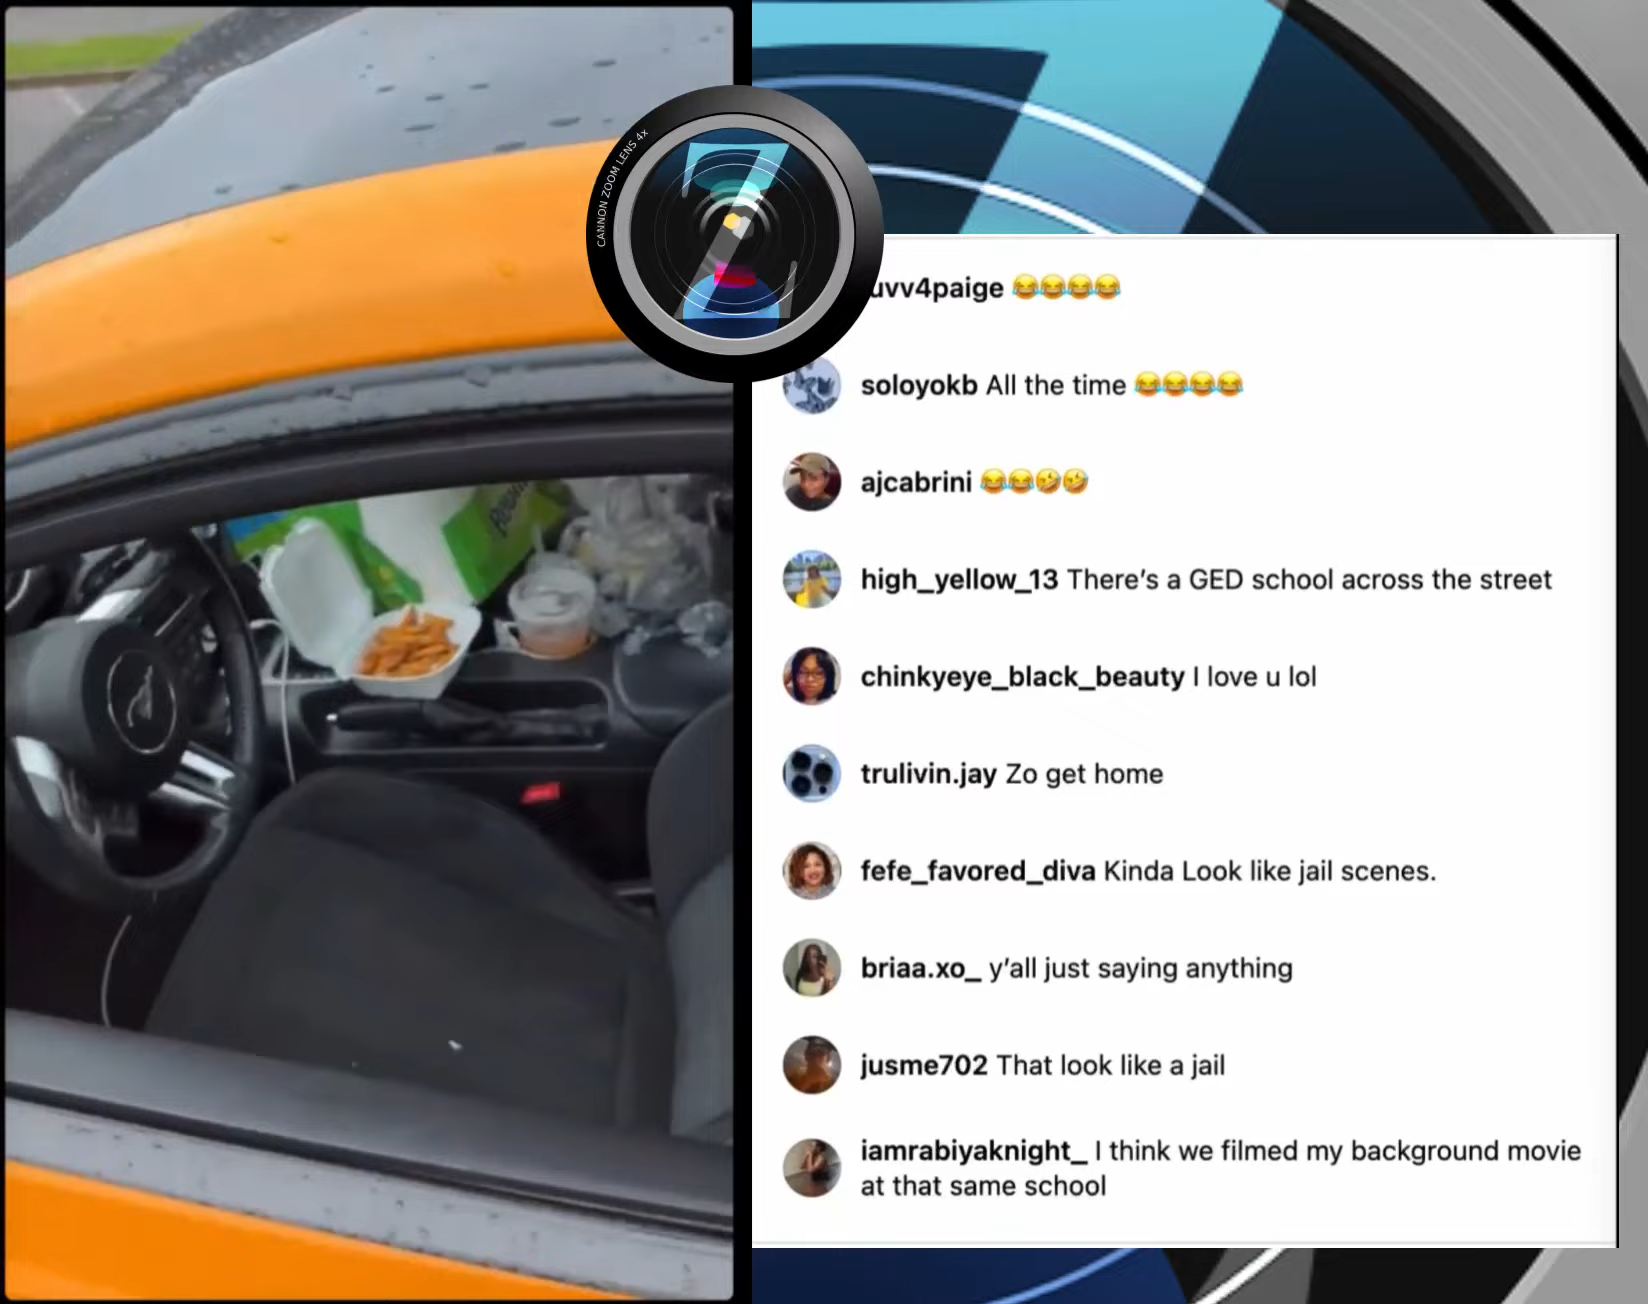 CANNON ZOOM LENS 4x
uvv4paige 😂😂😂😂
soloyokb All the time 😂😂😂😂
ajcabrini 😂😂🤣🤣
high_yellow_13 There's a GED school across the street
chinkyeye_black_beauty I love u lol
trulivin.jay Zo get home
fefe_favored_diva Kinda Look like jail scenes.
briaa.xo_ y'all just saying anything
jusme702 That look like a jail
iamrabiyaknight_ I think we filmed my background movie
at that same school